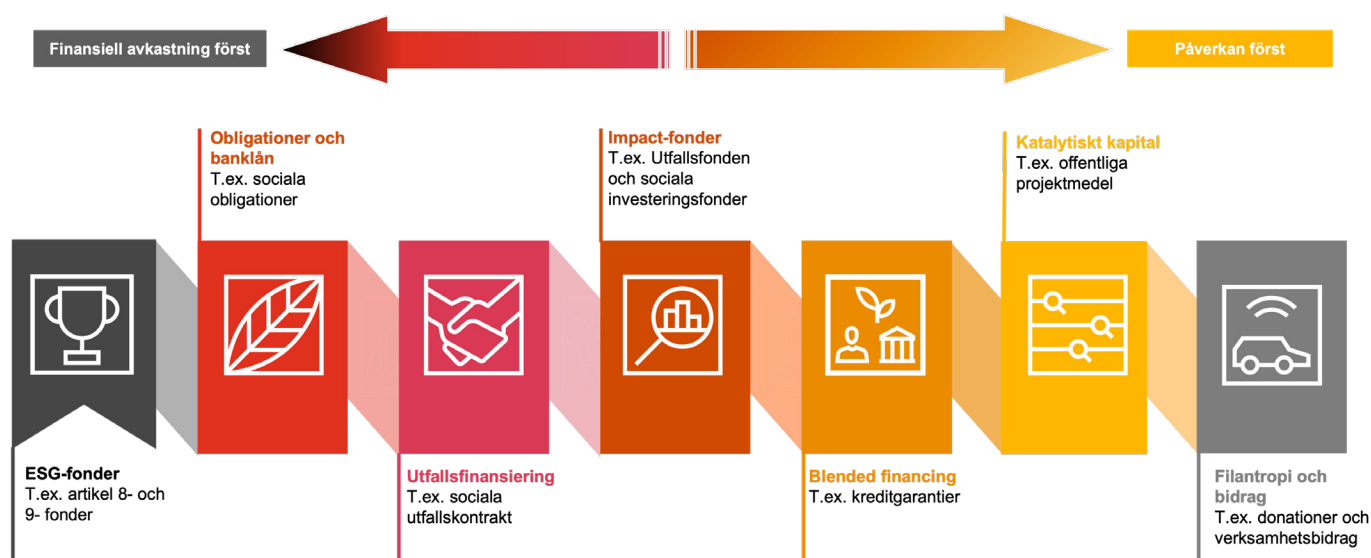 Finansiell avkastning först
Påverkan först
Obligationer och
banklån
T.ex. sociala
obligationer
Impact-fonder
T.ex. Utfallsfonden
och sociala
investeringsfonder
Katalytiskt kapital
T.ex. offentliga
projektmedel
ESG-fonder
T.ex. artikel 8- och
9- fonder
Utfallsfinansiering
T.ex. sociala
utfallskontrakt
Blended financing
T.ex. kreditgarantier
Filantropi och
bidrag
T.ex. donationer och
verksamhetsbidrag